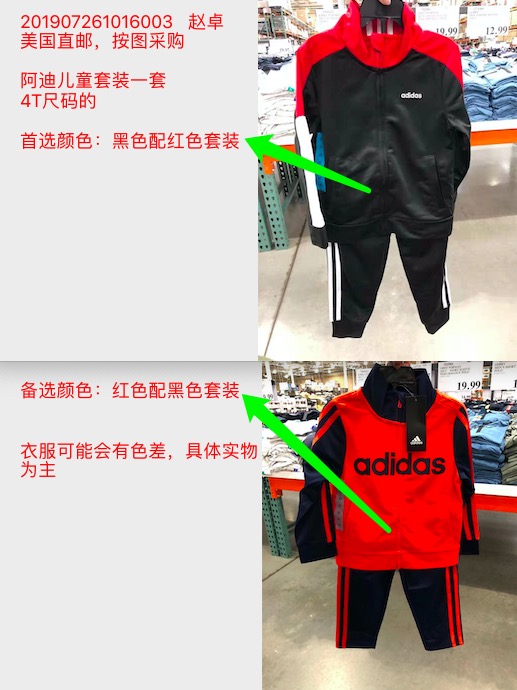 201907261016003 赵卓
美国直邮，按图采购
阿迪儿童套装一套
4T尺码的
首选颜色：黑色配红色套装
19.99
12.99
adidas
备选颜色：红色配黑色套装
19.99
衣服可能会有色差，具体实物
为主
adidas
adidas